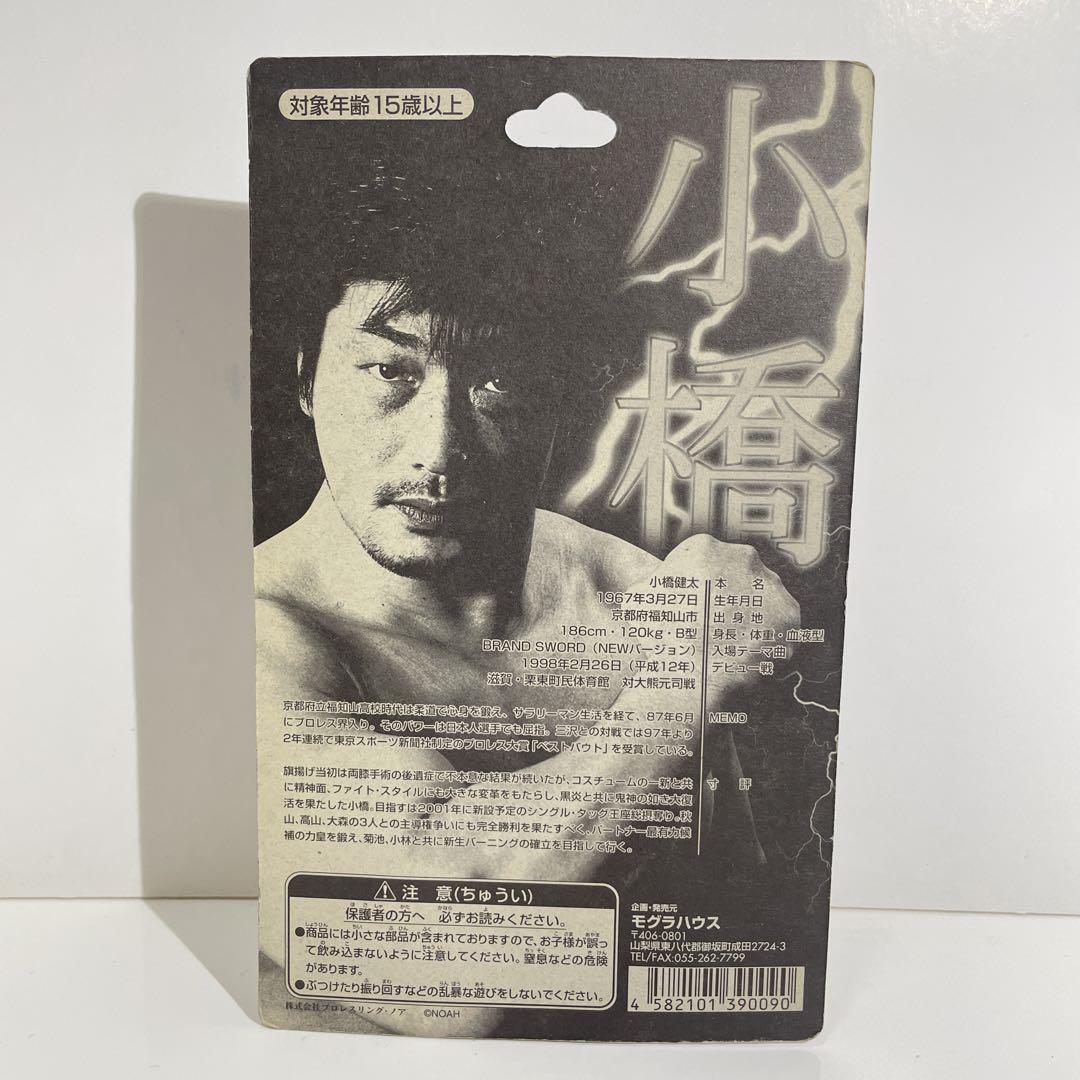 対象年齢15歳以上
小橋
小橋健太 本名
1967年3月27日 生年月日
京都府福知山市 出身地
186cm・120kg・B型 身長・体重・血液型
BRAND SWORD（NEWバージョン） 入場テーマ曲
1998年2月26日（平成12年） デビュー戦
滋賀・栗東町民体育館 対大熊元司戦
京都府立福知山高校時代は柔道で心身を鍛え、サラリーマン生活を経て、87年6月 MEMO
にプロレス界入り。そのパワーは日本人選手でも屈指。三沢との対戦では97年より
2年連続で東京スポーツ新聞社制定のプロレス大賞「ベストバウト」を受賞している。
旗揚げ当初は両膝手術の後遺症で不本意な結果が続いたが、コスチュームの一新と共 寸評
に精神面、ファイト・スタイルにも大きな変革をもたらし、黒炎と共に鬼神の如き大復
活を果たした小橋。目指すは2001年に新設予定のシングル・タッグ王座総摂奪り。秋
山、高山、大森の3人との主導権争いにも完全勝利を果たすべく、パートナー最有力候
補の力皇を鍛え、菊池、小林と共に新生バーニングの確立を目指して行く。
注意(ちゅうい)
保護者の方へ 必ずお読みください。
●商品には小さな部品が含まれておりますので、お子様が誤っ
て飲み込まないように注意してください。窒息などの危険
があります。
●ぶつけたり振り回すなどの乱暴な遊びをしないでください。
株式会社プロレスリング・ノア ©NOAH
企画・発売元
モグラハウス
〒406-0801
山梨県東八代郡御坂町成田2724-3
TEL/FAX:055-262-7799
4 582101 390090